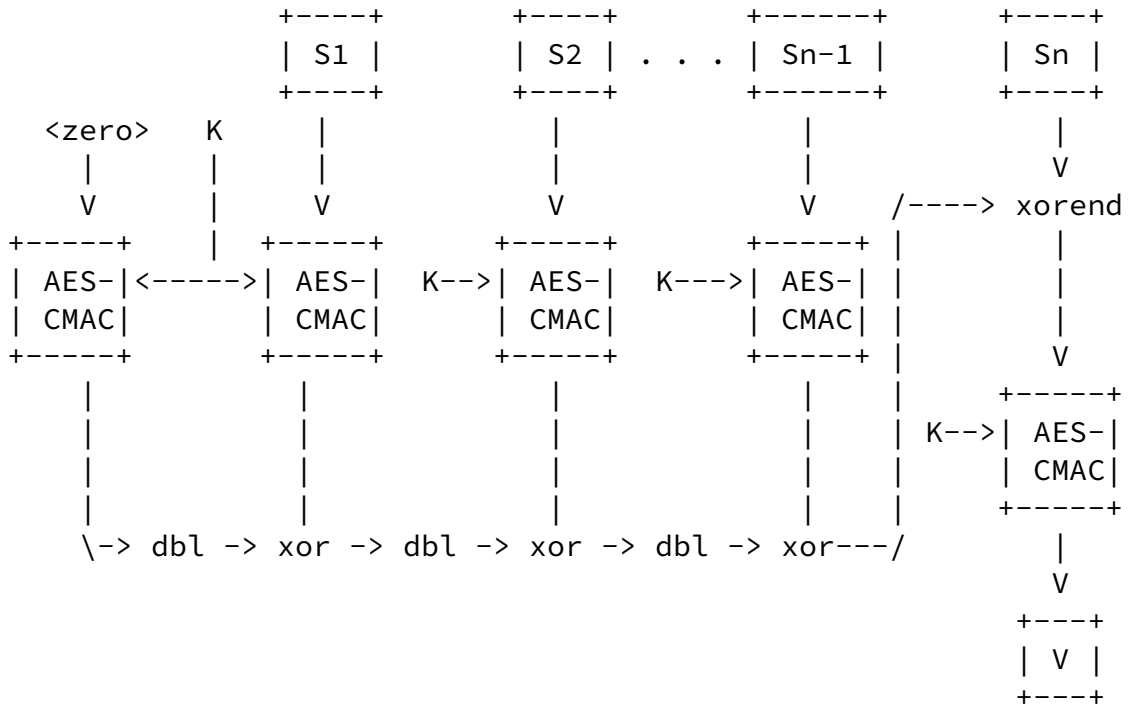 +----+        +----+       +------+       +----+
                | S1 |        | S2 | . . . | Sn-1 |       | Sn |
                +----+        +----+       +------+       +----+
  <zero>   K      |             |              |              |
    |      |      |             |              |              V
    V      |      V             V              V    /----> xorend
+-----+    |   +-----+       +-----+        +-----+ |         |
| AES-|<----->| AES-|  K-->| AES-|  K--->| AES-| |         |
| CMAC|        | CMAC|       | CMAC|        | CMAC| |         |
+-----+        +-----+       +-----+        +-----+ |         V
    |             |             |              |    |      +-----+
    |             |             |              |    | K-->| AES-|
    |             |             |              |    |      | CMAC|
    |             |             |              |    |      +-----+
    \-> dbl -> xor -> dbl -> xor -> dbl -> xor---/         |
                                                              V
                                                            +---+
                                                            | V |
                                                            +---+